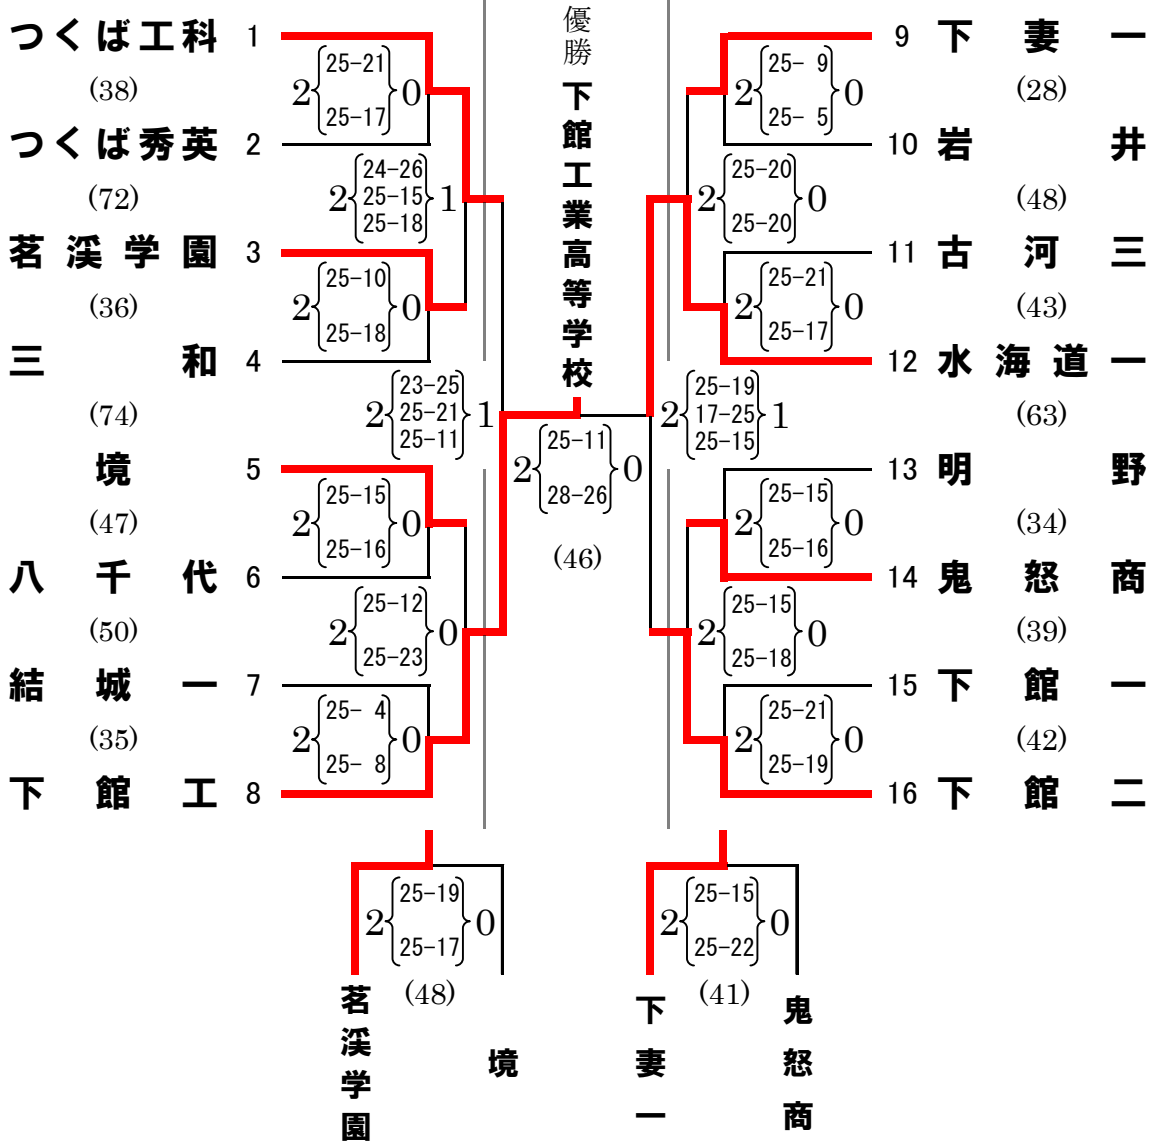 優勝
下館工業高等学校
つくば工科 1
(38)
つくば秀英 2
(72)
茗渓学園 3
(36)
三和 4
(74)
境 5
(47)
八千代 6
(50)
結城一 7
(35)
下館工 8
2 25-21 0
25-17
2 24-26 1
25-15
25-18
2 25-10 0
25-18
2 23-25 1
25-21
25-11
2 25-15 0
25-16
2 25-12 0
25-23
2 25- 4 0
25- 8
2 25-11 0
28-26
(46)
9 下妻一
(28)
10 岩井
(48)
11 古河三
(43)
12 水海道一
(63)
13 明野
(34)
14 鬼怒商
(39)
15 下館一
(42)
16 下館二
2 25- 9 0
25- 5
2 25-20 0
25-20
2 25-21 0
25-17
2 25-19 1
17-25
25-15
2 25-15 0
25-16
2 25-15 0
25-18
2 25-21 0
25-19
2 25-19 0
25-17
(48)
茗渓学園
境
2 25-15 0
25-22
(41)
下妻一
鬼怒商